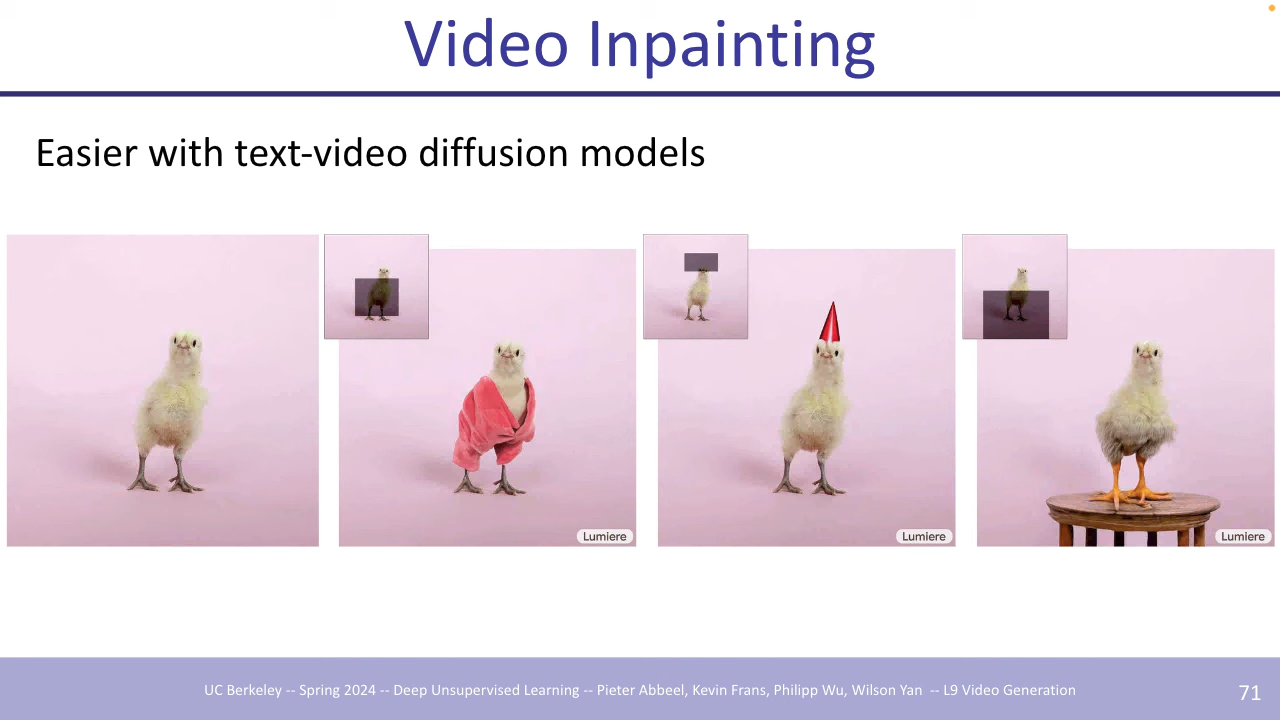 Video Inpainting
Easier with text-video diffusion models
Lumiere
Lumiere
Lumiere
UC Berkeley -- Spring 2024 -- Deep Unsupervised Learning -- Pieter Abbeel, Kevin Frans, Philipp Wu, Wilson Yan -- L9 Video Generation
71